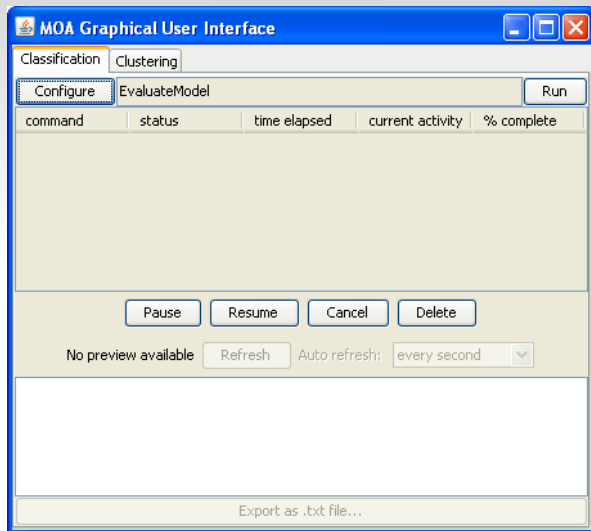 MOA Graphical User Interface
Classification Clustering
Configure EvaluateModel Run
command status time elapsed current activity % complete
Pause Resume Cancel Delete
No preview available Refresh Auto refresh: every second
Export as .txt file...